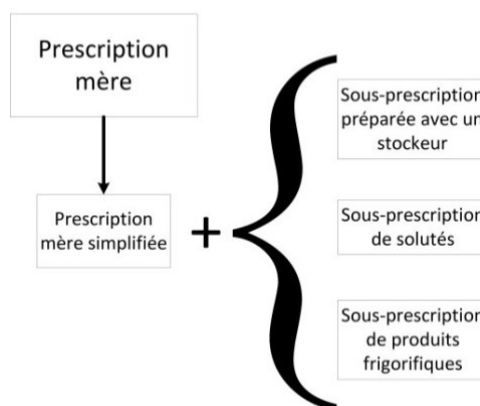 Prescription
mère
Prescription
mère simplifiée
+
Sous-prescription
préparée avec un
stockeur
Sous-prescription
de solutés
Sous-prescription
de produits
frigorifiques